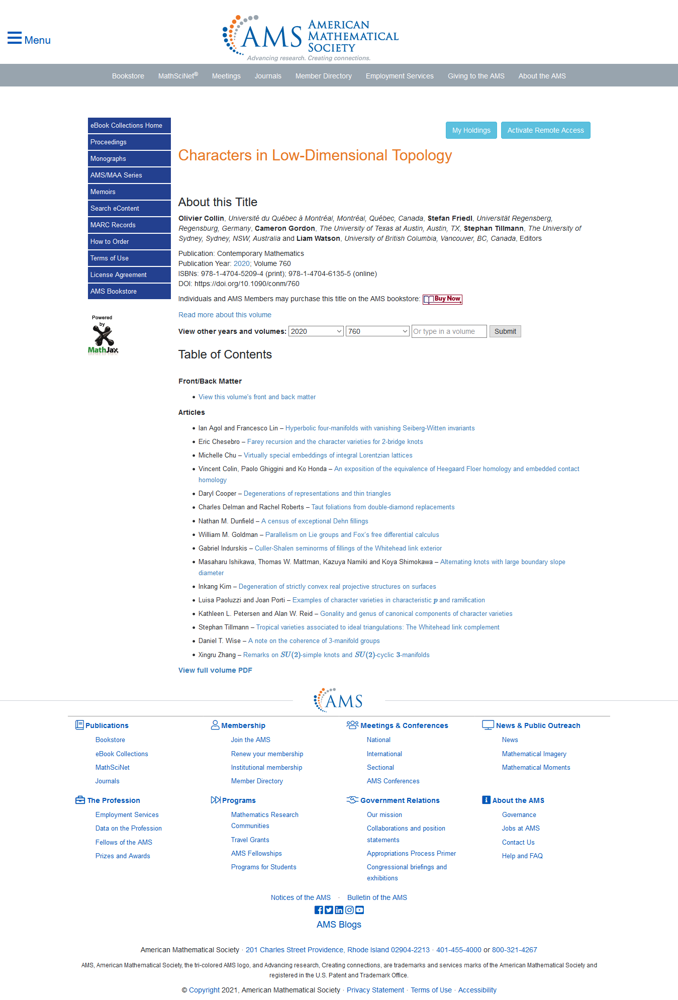 Menu
AMS AMERICAN
MATHEMATICAL
SOCIETY
Advancing research. Creating connections.
Bookstore MathSciNet® Meetings Journals Member Directory Employment Services Giving to the AMS About the AMS
eBook Collections Home
Proceedings
Monographs
AMS/MAA Series
Memoirs
Search eContent
MARC Records
How to Order
Terms of Use
License Agreement
AMS Bookstore
Powered
by
MathJax
My Holdings Activate Remote Access
Characters in Low-Dimensional Topology
About this Title
Olivier Collin, Université du Québec à Montréal, Montréal, Québec, Canada, Stefan Friedl, Universität Regensberg,
Regensburg, Germany, Cameron Gordon, The University of Texas at Austin, Austin, TX, Stephan Tillmann, The University of
Sydney, Sydney, NSW, Australia and Liam Watson, University of British Columbia, Vancouver, BC, Canada, Editors
Publication: Contemporary Mathematics
Publication Year: 2020; Volume 760
ISBNs: 978-1-4704-5209-4 (print); 978-1-4704-6135-5 (online)
DOI: https://doi.org/10.1090/conm/760
Individuals and AMS Members may purchase this title on the AMS bookstore: Buy Now
Read more about this volume
View other years and volumes: 2020 760 Or type in a volume Submit
Table of Contents
Front/Back Matter
• View this volume's front and back matter
Articles
• Ian Agol and Francesco Lin – Hyperbolic four-manifolds with vanishing Seiberg-Witten invariants
• Eric Chesebro – Farey recursion and the character varieties for 2-bridge knots
• Michelle Chu – Virtually special embeddings of integral Lorentzian lattices
• Vincent Colin, Paolo Ghiggini and Ko Honda – An exposition of the equivalence of Heegaard Floer homology and embedded contact
homology
• Daryl Cooper – Degenerations of representations and thin triangles
• Charles Delman and Rachel Roberts – Taut foliations from double-diamond replacements
• Nathan M. Dunfield – A census of exceptional Dehn fillings
• William M. Goldman – Parallelism on Lie groups and Fox's free differential calculus
• Gabriel Indurskis – Culler-Shalen seminorms of fillings of the Whitehead link exterior
• Masaharu Ishikawa, Thomas W. Mattman, Kazuya Namiki and Koya Shimokawa – Alternating knots with large boundary slope
diameter
• Inkang Kim – Degeneration of strictly convex real projective structures on surfaces
• Luisa Paoluzzi and Joan Porti – Examples of character varieties in characteristic p and ramification
• Kathleen L. Petersen and Alan W. Reid – Gonality and genus of canonical components of character varieties
• Stephan Tillmann – Tropical varieties associated to ideal triangulations: The Whitehead link complement
• Daniel T. Wise – A note on the coherence of 3-manifold groups
• Xingru Zhang – Remarks on SU(2)-simple knots and SU(2)-cyclic 3-manifolds
View full volume PDF
AMS
Publications
Bookstore
eBook Collections
MathSciNet
Journals
Membership
Join the AMS
Renew your membership
Institutional membership
Member Directory
Meetings & Conferences
National
International
Sectional
AMS Conferences
News & Public Outreach
News
Mathematical Imagery
Mathematical Moments
The Profession
Employment Services
Data on the Profession
Fellows of the AMS
Prizes and Awards
Programs
Mathematics Research
Communities
Travel Grants
AMS Fellowships
Programs for Students
Government Relations
Our mission
Collaborations and position
statements
Appropriations Process Primer
Congressional briefings and
exhibitions
About the AMS
Governance
Jobs at AMS
Contact Us
Help and FAQ
Notices of the AMS · Bulletin of the AMS
AMS Blogs
American Mathematical Society · 201 Charles Street Providence, Rhode Island 02904-2213 · 401-455-4000 or 800-321-4267
AMS, American Mathematical Society, the tri-colored AMS logo, and Advancing research, Creating connections, are trademarks and services marks of the American Mathematical Society and
registered in the U.S. Patent and Trademark Office.
© Copyright 2021, American Mathematical Society · Privacy Statement · Terms of Use · Accessibility